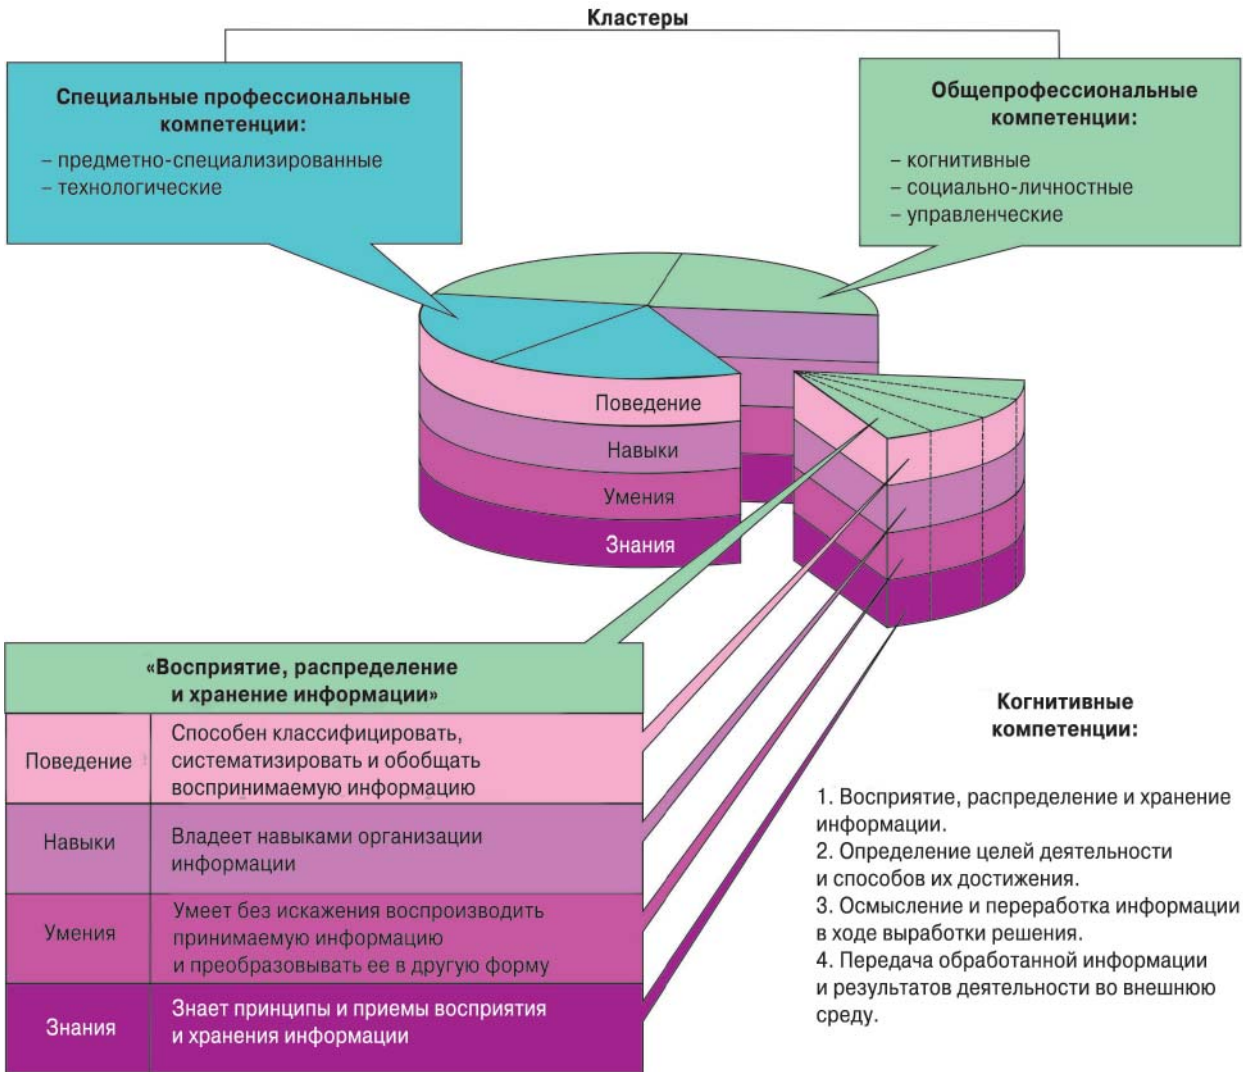 Кластеры
Специальные профессиональные
компетенции:
– предметно-специализированные
– технологические
Общепрофессиональные
компетенции:
– когнитивные
– социально-личностные
– управленческие
Поведение
Навыки
Умения
Знания
«Восприятие, распределение
и хранение информации»
Поведение
Способен классифицировать,
систематизировать и обобщать
воспринимаемую информацию
Навыки
Владеет навыками организации
информации
Умения
Умеет без искажения воспроизводить
принимаемую информацию
и преобразовывать ее в другую форму
Знания
Знает принципы и приемы восприятия
и хранения информации
Когнитивные
компетенции:
1. Восприятие, распределение и хранение
информации.
2. Определение целей деятельности
и способов их достижения.
3. Осмысление и переработка информации
в ходе выработки решения.
4. Передача обработанной информации
и результатов деятельности во внешнюю
среду.